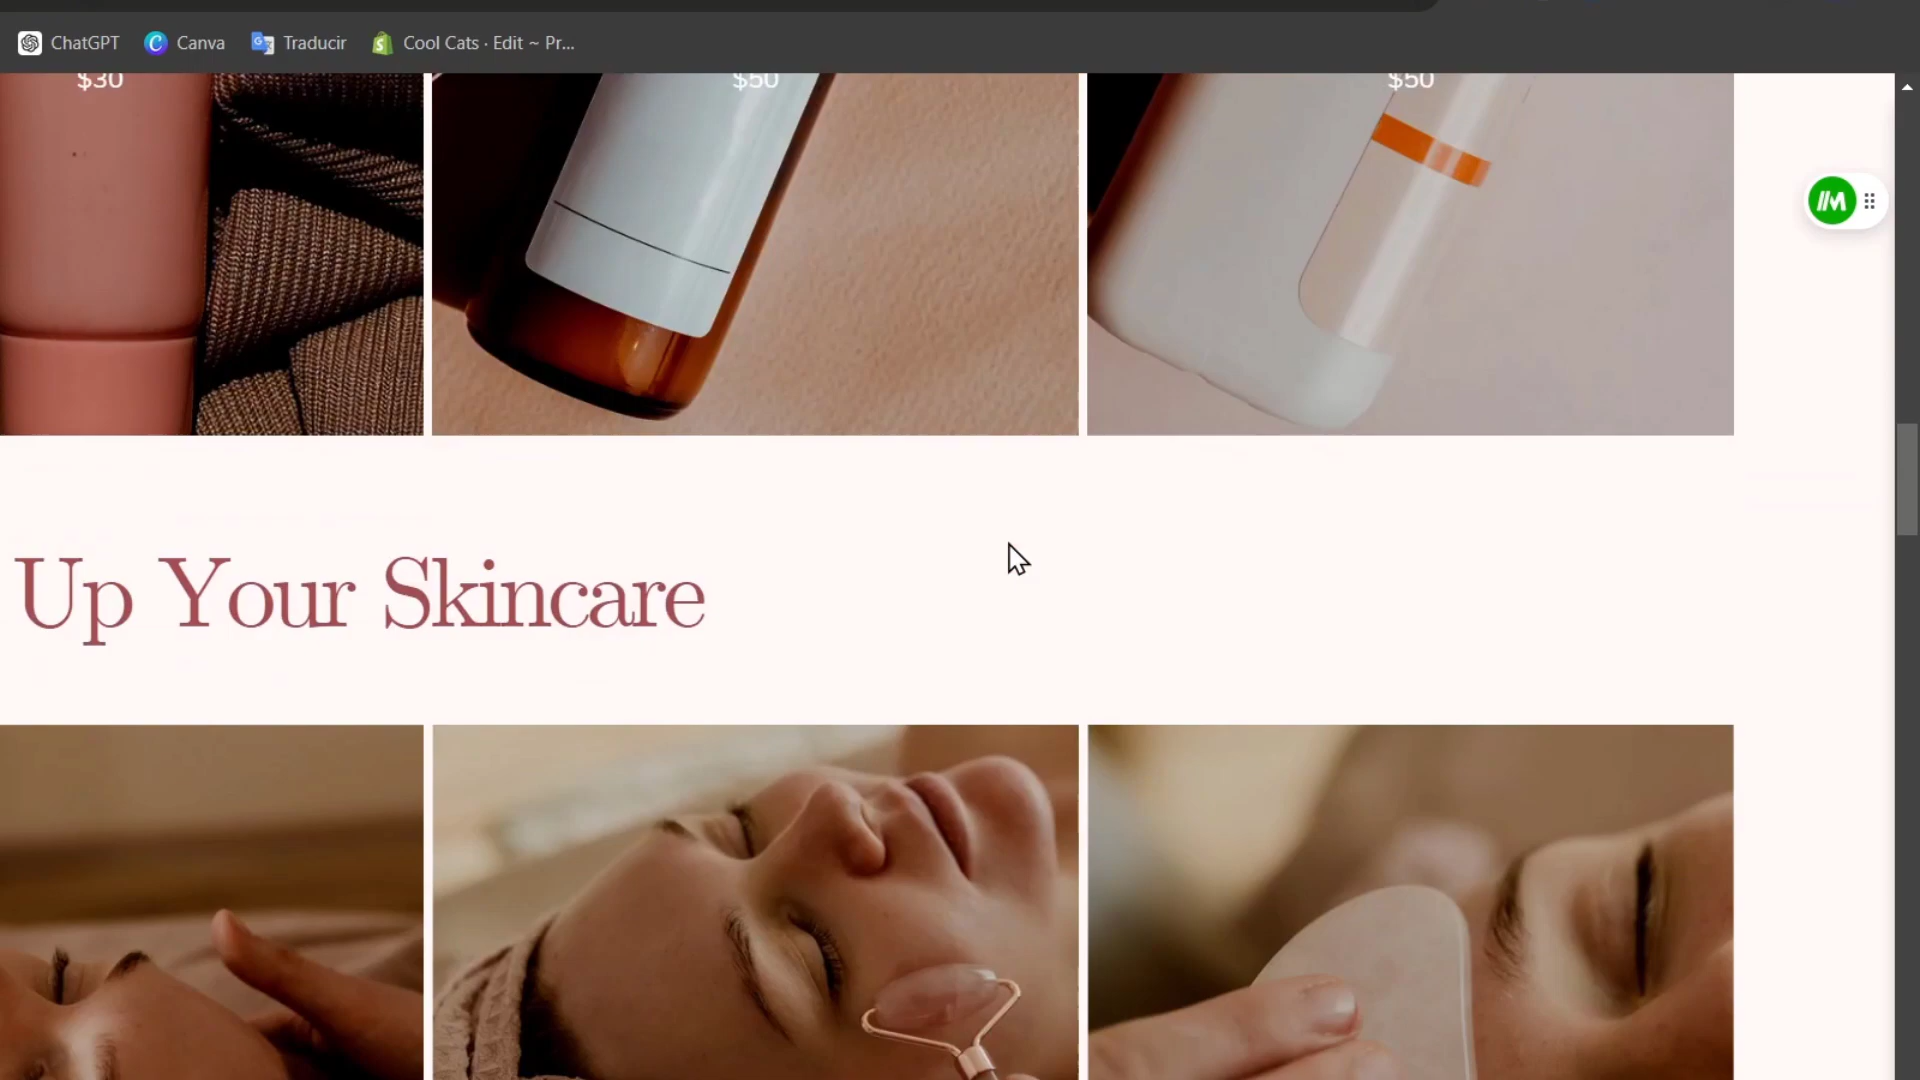 ChatGPT Canva Traducir Cool Cats · Edit ~ Pr...
$30 $50 $50
Up Your Skincare